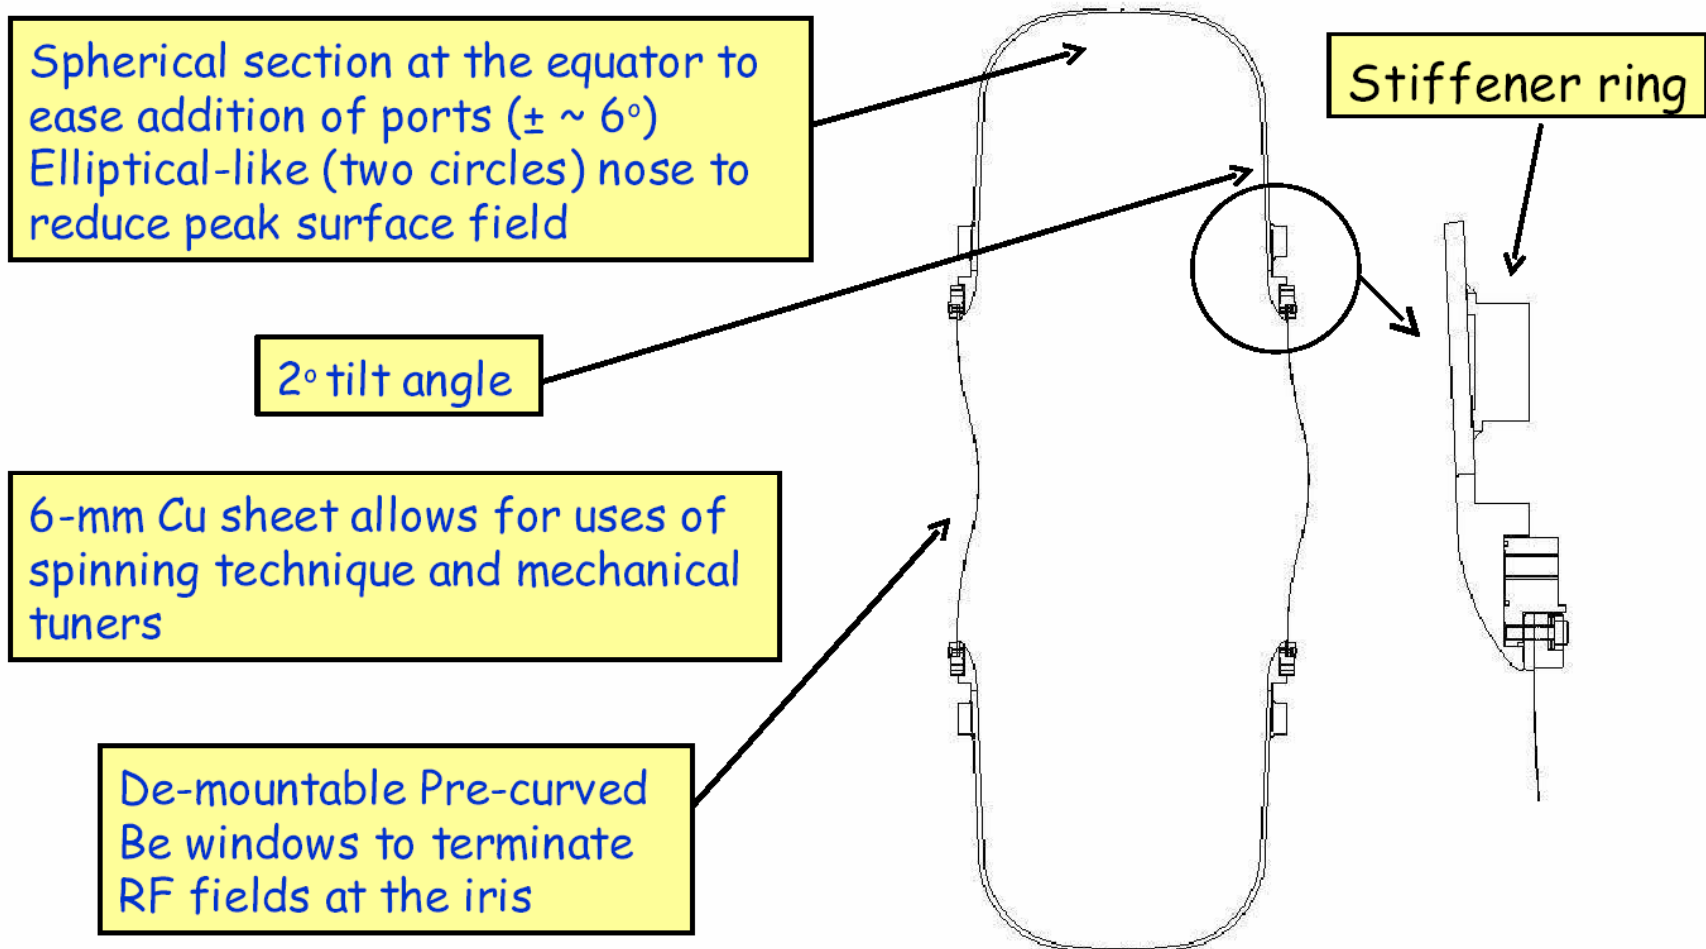 Spherical section at the equator to
ease addition of ports (± ~ 6°)
Elliptical-like (two circles) nose to
reduce peak surface field
Stiffener ring
2° tilt angle
6-mm Cu sheet allows for uses of
spinning technique and mechanical
tuners
De-mountable Pre-curved
Be windows to terminate
RF fields at the iris